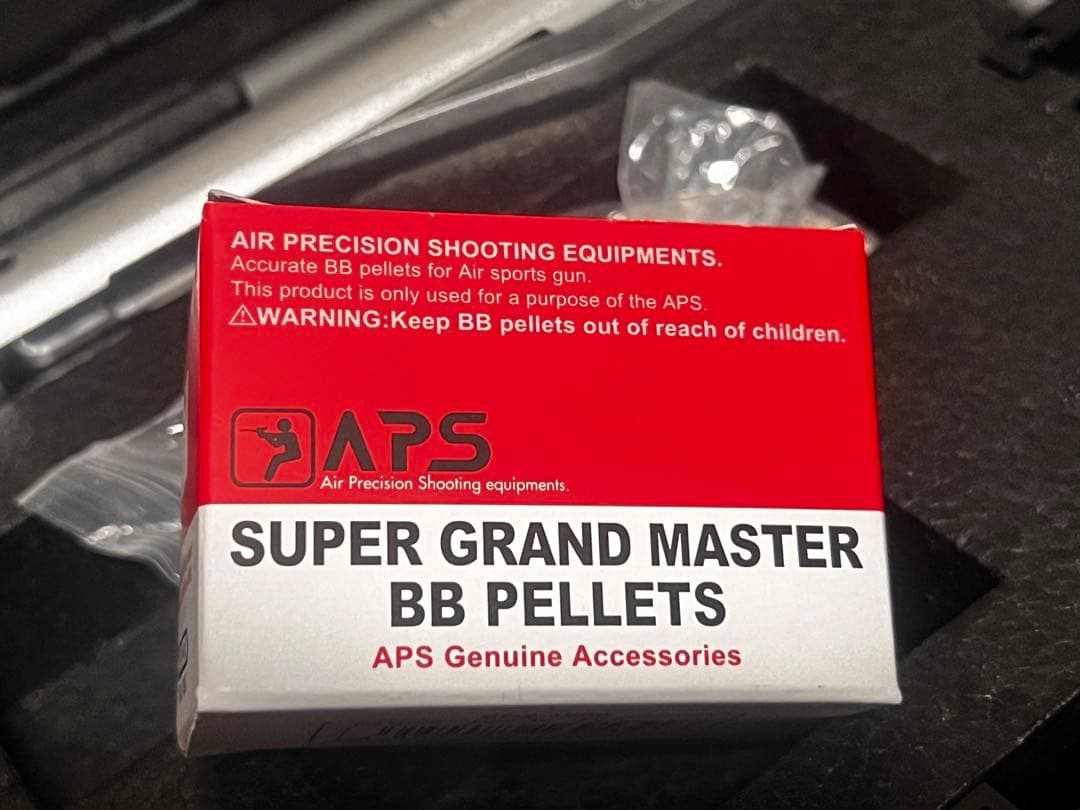 AIR PRECISION SHOOTING EQUIPMENTS.
Accurate BB pellets for Air sports gun.
This product is only used for a purpose of the APS.
⚠WARNING:Keep BB pellets out of reach of children.
APS
Air Precision Shooting equipments.
SUPER GRAND MASTER
BB PELLETS
APS Genuine Accessories